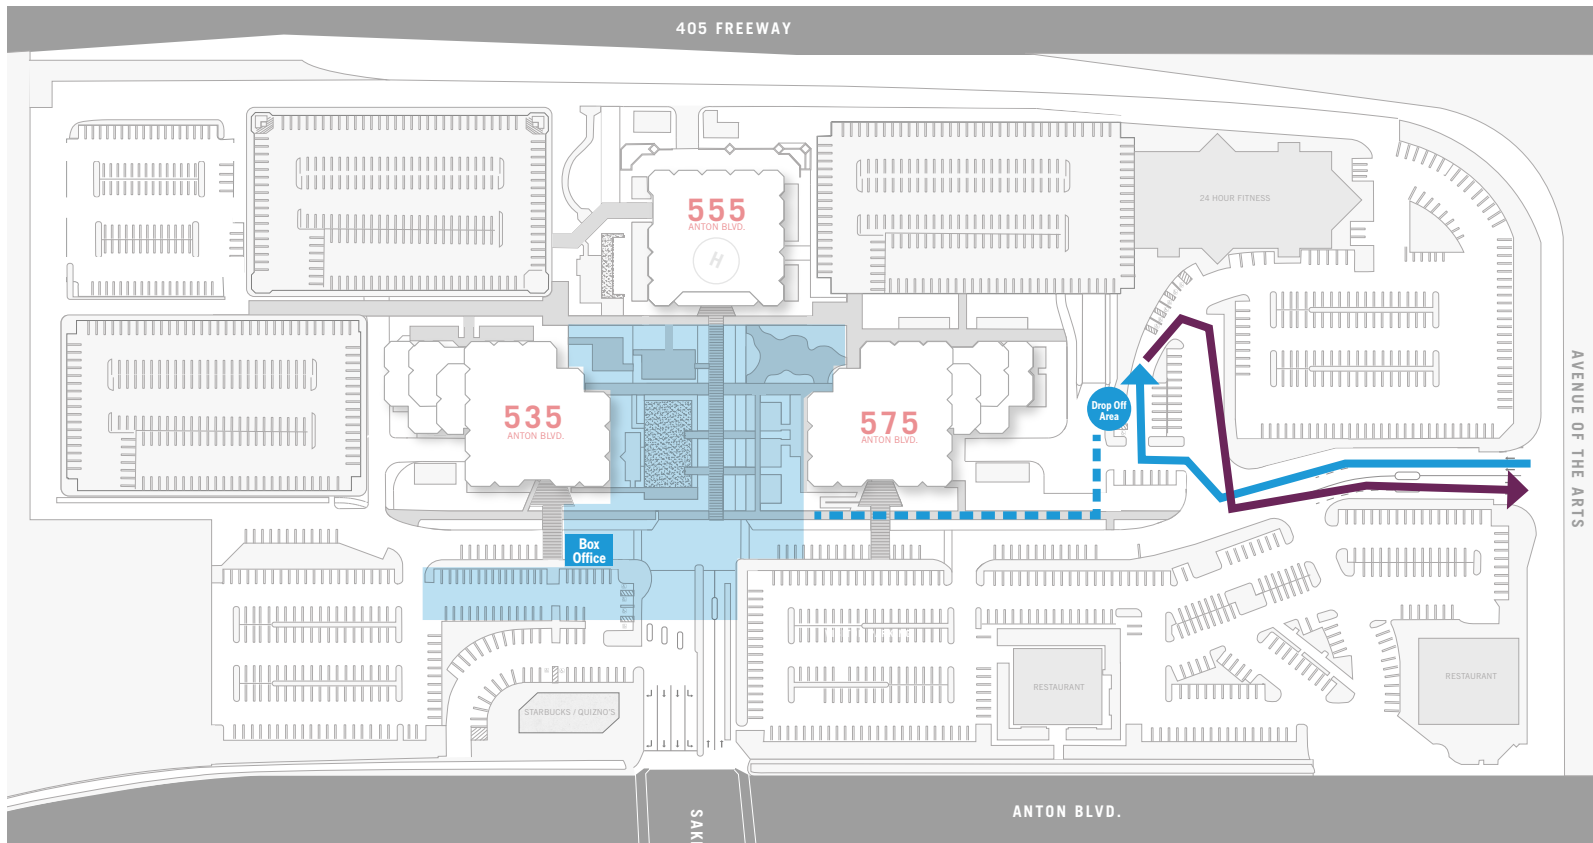 405 FREEWAY
555
ANTON BLVD.
H
24 HOUR FITNESS
535
ANTON BLVD.
575
ANTON BLVD.
Drop Off
Area
AVENUE OF THE ARTS
Box
Office
RESTAURANT
RESTAURANT
STARBUCKS / QUIZNO'S
SAK
ANTON BLVD.